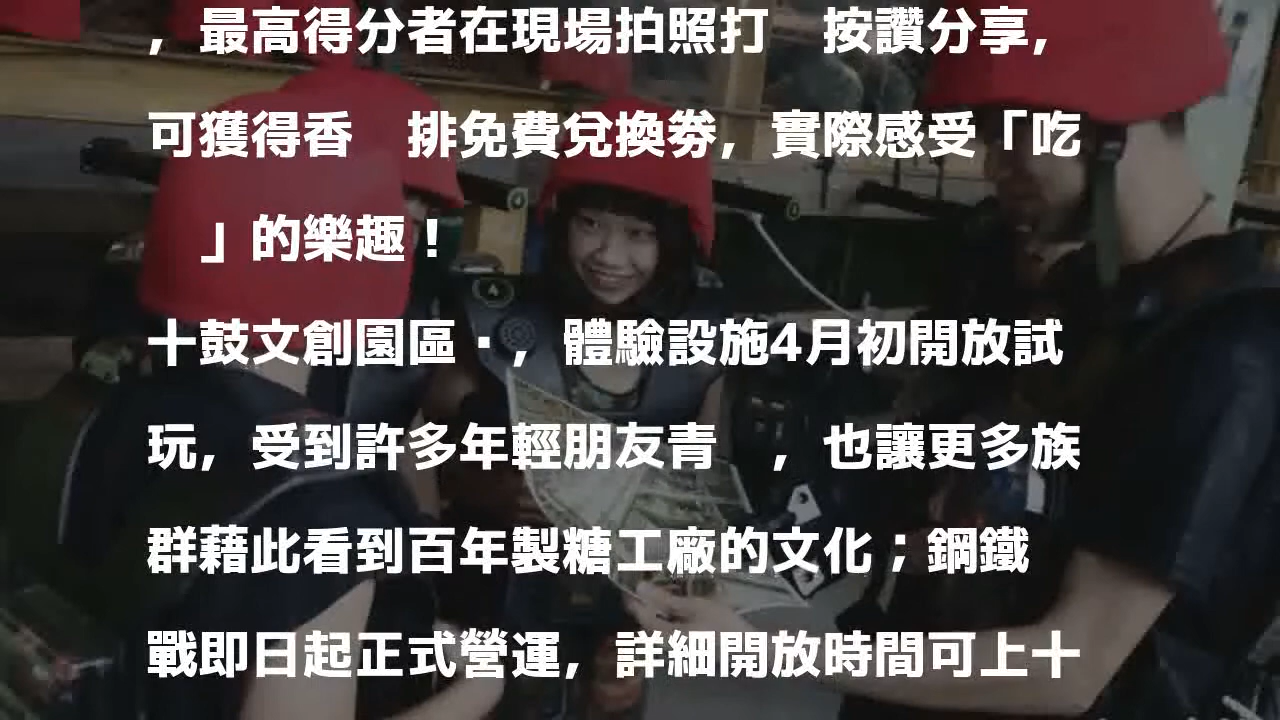 ，最高得分者在現場拍照打　按讚分享，
可獲得香　排免費兌換券，實際感受「吃
　」的樂趣！
十鼓文創園區·，體驗設施4月初開放試
玩，受到許多年輕朋友青　，也讓更多族
群藉此看到百年製糖工廠的文化；鋼鐵
戰即日起正式營運，詳細開放時間可上十